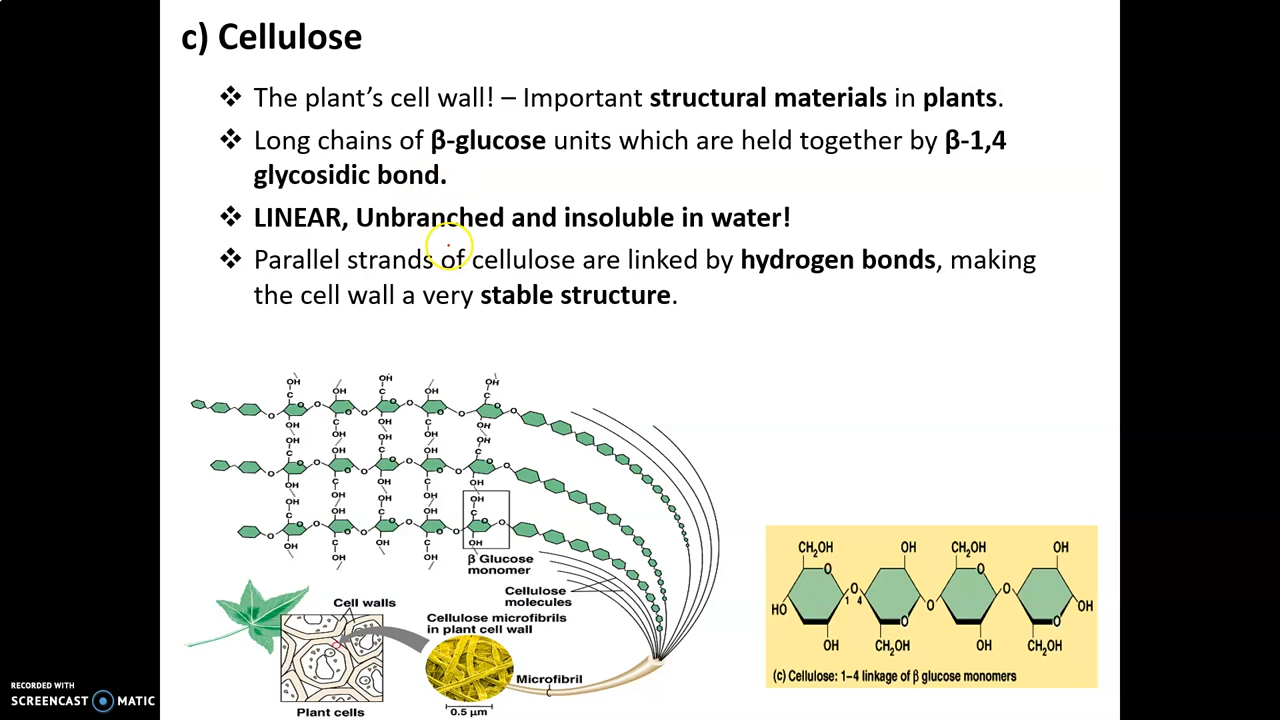 c) Cellulose
❖ The plant's cell wall! – Important structural materials in plants.
❖ Long chains of β-glucose units which are held together by β-1,4
glycosidic bond.
❖ LINEAR, Unbranched and insoluble in water!
❖ Parallel strands of cellulose are linked by hydrogen bonds, making
the cell wall a very stable structure.
β Glucose
monomer
Cellulose
molecules
Cell walls
Cellulose microfibrils
in plant cell wall
Microfibril
0.5 μm
Plant cells
CH₂OH OH CH₂OH OH
O O
HO O 1 4 O O OH
O O
OH CH₂OH OH CH₂OH
(c) Cellulose: 1–4 linkage of β glucose monomers
RECORDED WITH
SCREENCAST MATIC